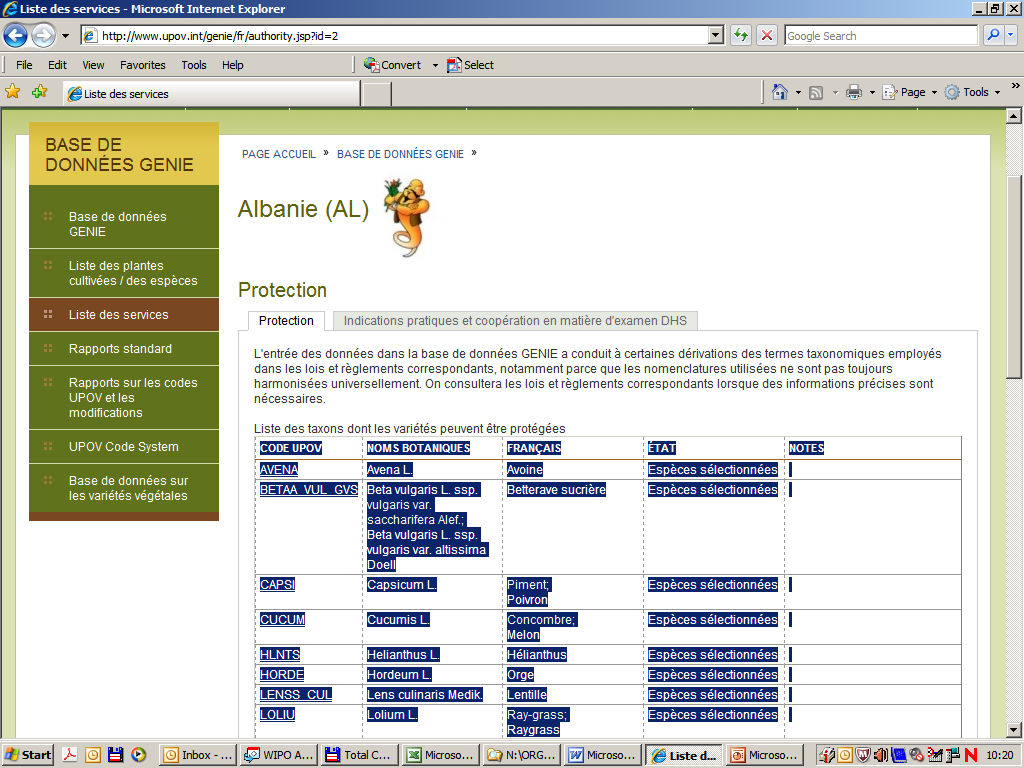 Liste des services - Microsoft Internet Explorer
http://www.upov.int/genie/fr/authority.jsp?id=2
Google Search
File Edit View Favorites Tools Help
Convert Select
Liste des services
Page Tools
BASE DE
DONNÉES GENIE
Base de données
GENIE
Liste des plantes
cultivées / des espèces
Liste des services
Rapports standard
Rapports sur les codes
UPOV et les
modifications
UPOV Code System
Base de données sur
les variétés végétales
PAGE ACCUEIL » BASE DE DONNÉES GENIE »
Albanie (AL)
Protection
Protection Indications pratiques et coopération en matière d'examen DHS
L'entrée des données dans la base de données GENIE a conduit à certaines dérivations des termes taxonomiques employés
dans les lois et règlements correspondants, notamment parce que les nomenclatures utilisées ne sont pas toujours
harmonisées universellement. On consultera les lois et règlements correspondants lorsque des informations précises sont
nécessaires.
Liste des taxons dont les variétés peuvent être protégées
CODE UPOV NOMS BOTANIQUES FRANÇAIS ÉTAT NOTES
AVENA Avena L. Avoine Espèces sélectionnées
BETAA_VUL_GVS Beta vulgaris L. ssp. Betterave sucrière Espèces sélectionnées
vulgaris var.
saccharifera Alef.;
Beta vulgaris L. ssp.
vulgaris var. altissima
Doell
CAPSI Capsicum L. Piment; Espèces sélectionnées
Poivron
CUCUM Cucumis L. Concombre; Espèces sélectionnées
Melon
HLNTS Helianthus L. Hélianthus Espèces sélectionnées
HORDE Hordeum L. Orge Espèces sélectionnées
LENSS_CUL Lens culinaris Medik. Lentille Espèces sélectionnées
LOLIU Lolium L. Ray-grass; Espèces sélectionnées
Raygrass
Start Inbox - ... WIPO A... Total C... Microso... N:\ORG... Microso... Liste d... Microso... 10:20